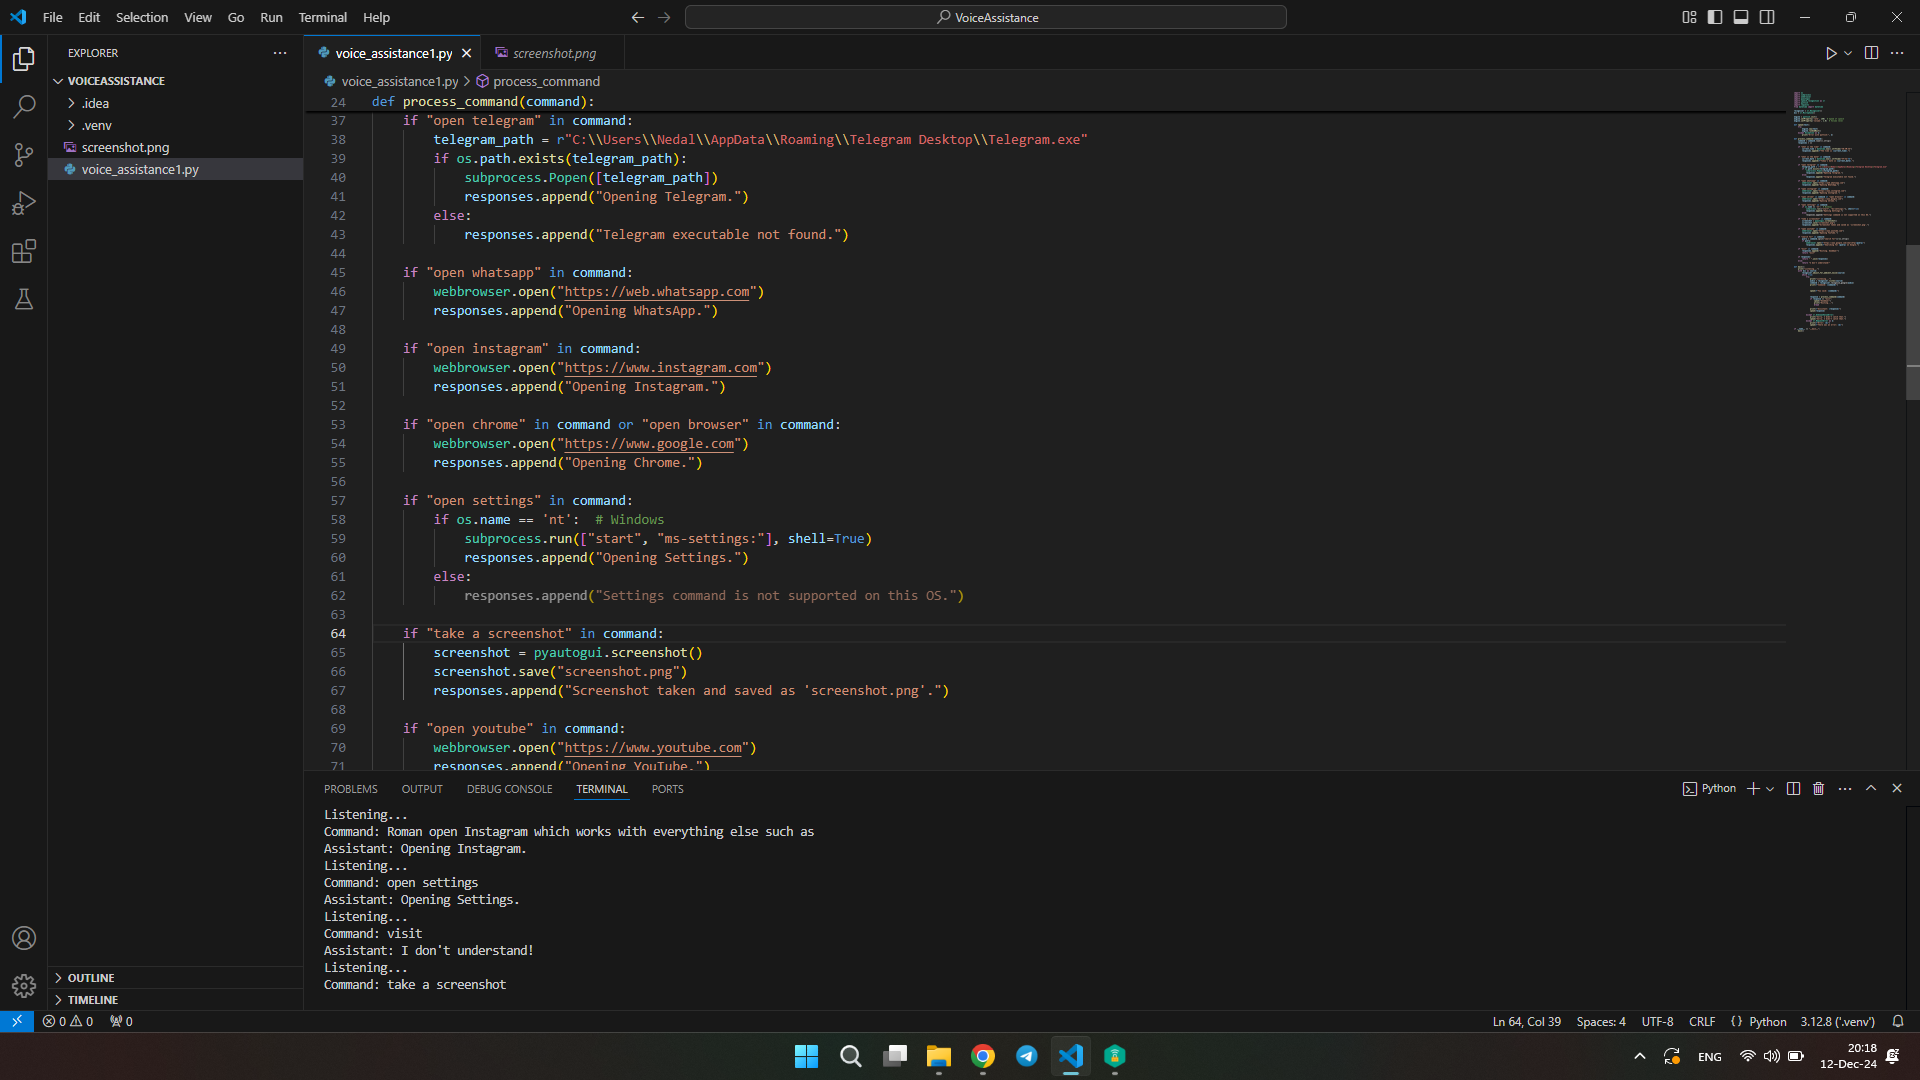 File Edit Selection View Go Run Terminal Help
VoiceAssistance
EXPLORER
VOICEASSISTANCE
.idea
.venv
screenshot.png
voice_assistance1.py
OUTLINE
TIMELINE
voice_assistance1.py
screenshot.png
voice_assistance1.py > process_command
24 def process_command(command):
37 if "open telegram" in command:
38 telegram_path = r"C:\\Users\\Nedal\\AppData\\Roaming\\Telegram Desktop\\Telegram.exe"
39 if os.path.exists(telegram_path):
40 subprocess.Popen([telegram_path])
41 responses.append("Opening Telegram.")
42 else:
43 responses.append("Telegram executable not found.")
44
45 if "open whatsapp" in command:
46 webbrowser.open("https://web.whatsapp.com")
47 responses.append("Opening WhatsApp.")
48
49 if "open instagram" in command:
50 webbrowser.open("https://www.instagram.com")
51 responses.append("Opening Instagram.")
52
53 if "open chrome" in command or "open browser" in command:
54 webbrowser.open("https://www.google.com")
55 responses.append("Opening Chrome.")
56
57 if "open settings" in command:
58 if os.name == 'nt':  # Windows
59 subprocess.run(["start", "ms-settings:"], shell=True)
60 responses.append("Opening Settings.")
61 else:
62 responses.append("Settings command is not supported on this OS.")
63
64 if "take a screenshot" in command:
65 screenshot = pyautogui.screenshot()
66 screenshot.save("screenshot.png")
67 responses.append("Screenshot taken and saved as 'screenshot.png'.")
68
69 if "open youtube" in command:
70 webbrowser.open("https://www.youtube.com")
71 responses.append("Opening YouTube.")
PROBLEMS OUTPUT DEBUG CONSOLE TERMINAL PORTS
Python
Listening...
Command: Roman open Instagram which works with everything else such as
Assistant: Opening Instagram.
Listening...
Command: open settings
Assistant: Opening Settings.
Listening...
Command: visit
Assistant: I don't understand!
Listening...
Command: take a screenshot
0 0 0
Ln 64, Col 39 Spaces: 4 UTF-8 CRLF {} Python 3.12.8 ('.venv')
ENG
20:18
12-Dec-24